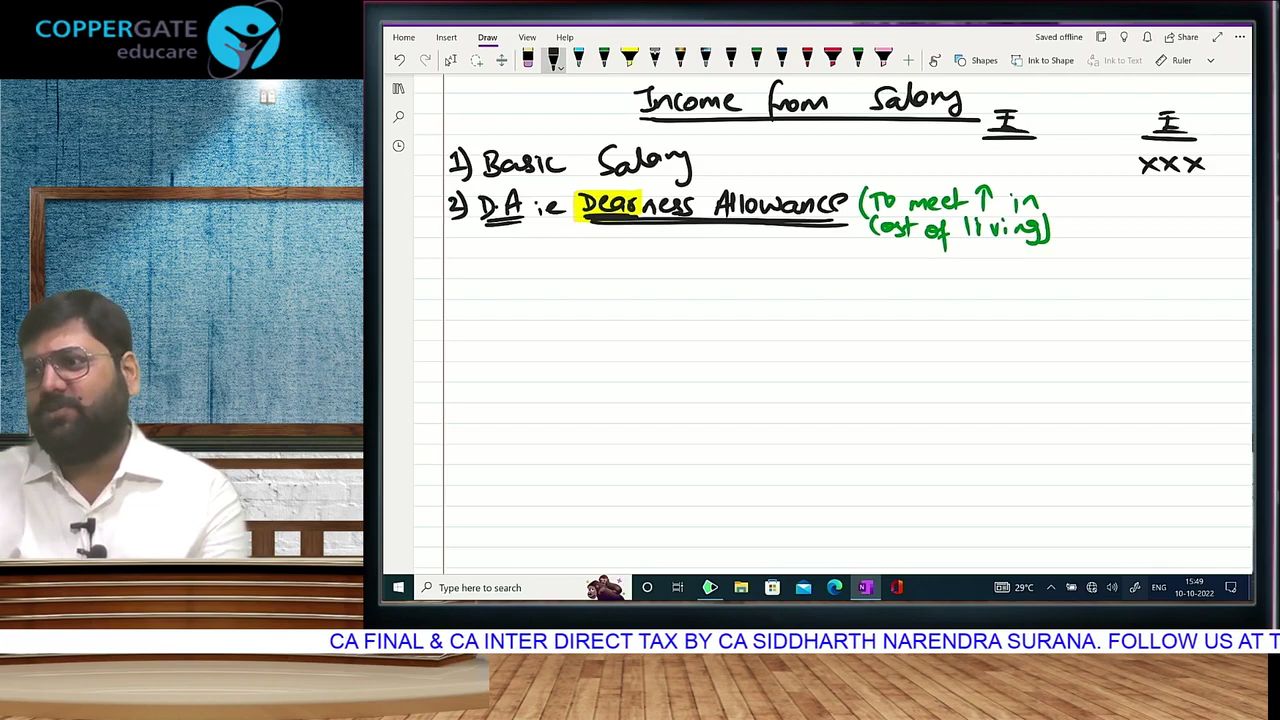 COPPERGATE
educare
Home Insert Draw View Help
Saved offline
Share
Shapes
Ink to Shape
Ink to Text
Ruler
Income from Salary
₹ ₹
1) Basic Salary xxx
2) D.A ie Dearness Allowance (To meet ↑ in
Cost of living)
Type here to search
29°C
ENG
15:49
10-10-2022
CA FINAL & CA INTER DIRECT TAX BY CA SIDDHARTH NARENDRA SURANA. FOLLOW US AT T